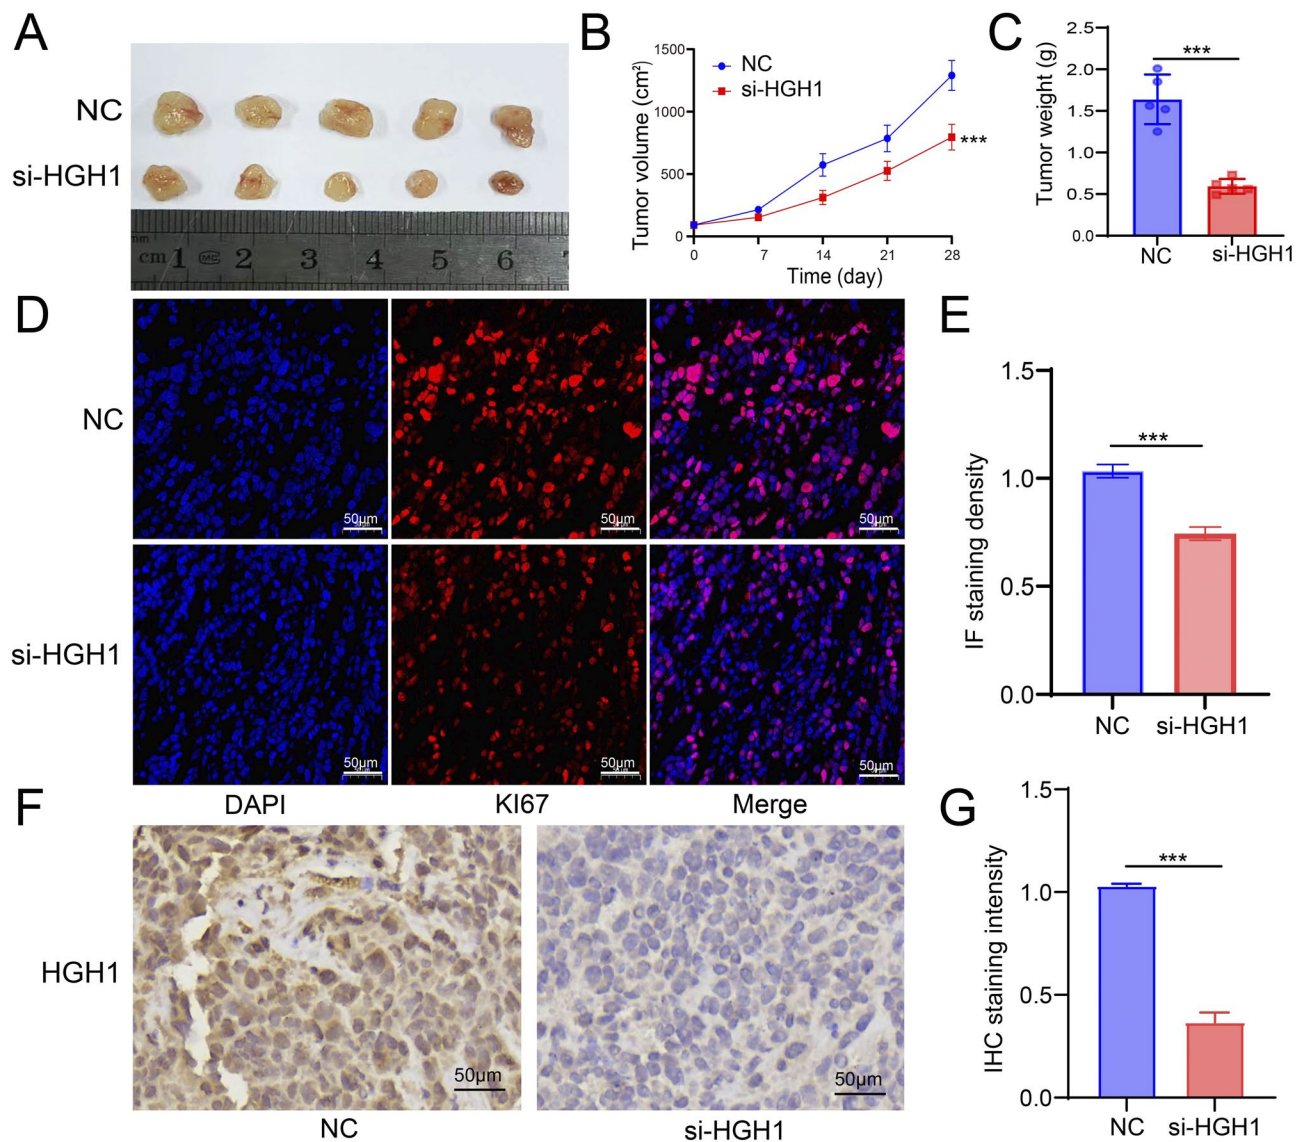 A
NC
si-HGH1
mm
cm 1 MC 2 3 4 5 6
B
Tumor volume (cm²)
1500
1000
500
0
NC
si-HGH1
***
0 7 14 21 28
Time (day)
C
Tumor weight (g)
2.5
2.0
1.5
1.0
0.5
0.0
***
NC si-HGH1
D
NC
50µm 50µm 50µm
si-HGH1
50µm 50µm 50µm
DAPI KI67 Merge
E
IF staining density
1.5
1.0
0.5
0.0
***
NC si-HGH1
F
HGH1
50µm 50µm
NC si-HGH1
G
IHC staining intensity
1.5
1.0
0.5
0.0
***
NC si-HGH1